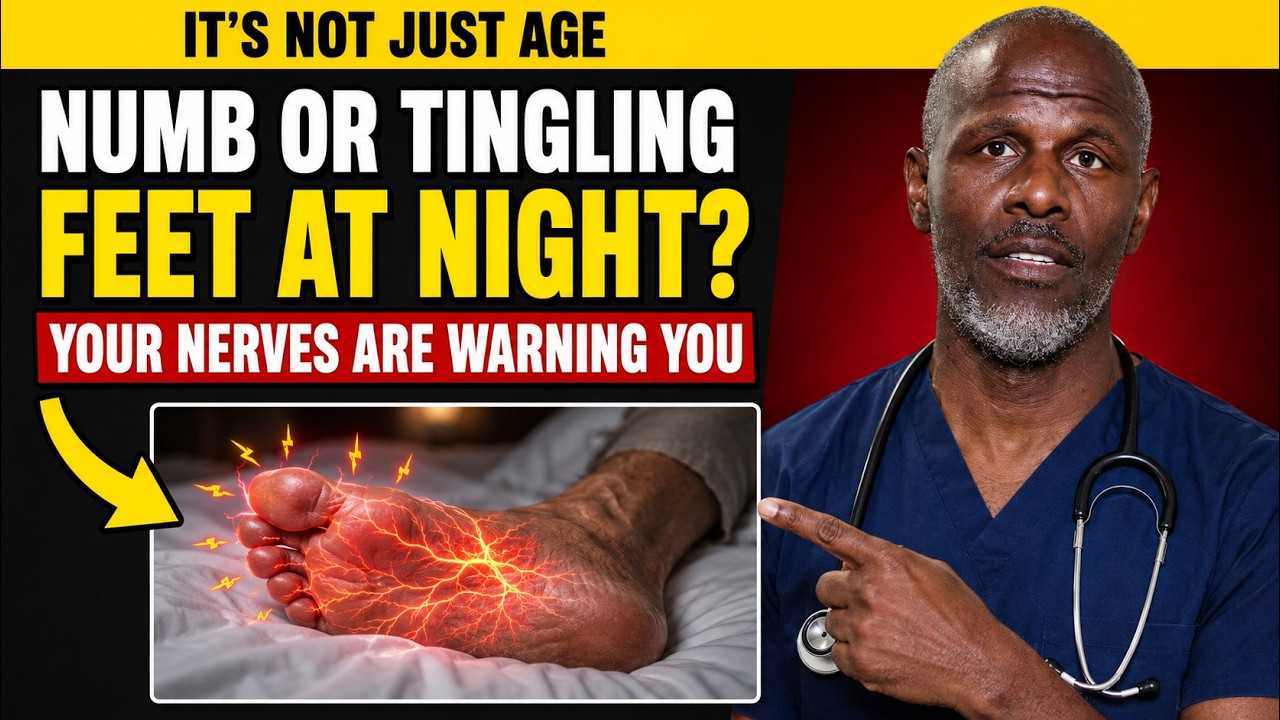 IT'S NOT JUST AGE
NUMB OR TINGLING
FEET AT NIGHT?
YOUR NERVES ARE WARNING YOU